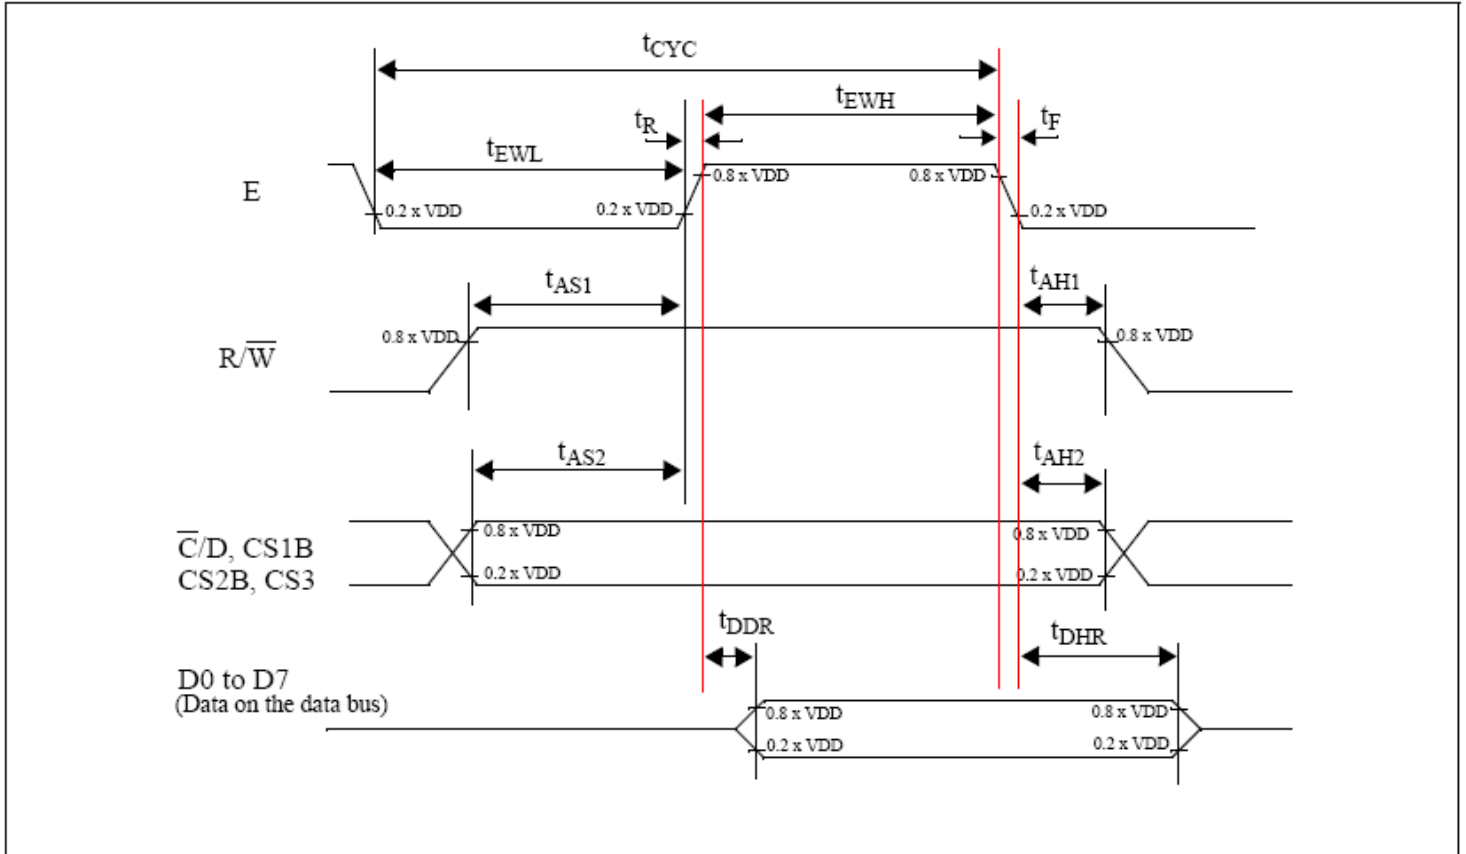 tCYC
tEWH
tR
tF
tEWL
E
0.8 x VDD
0.8 x VDD
0.2 x VDD
0.2 x VDD
0.2 x VDD
tAS1
tAH1
0.8 x VDD
0.8 x VDD
R/W̅
tAS2
tAH2
C̅/D, CS1B
CS2B, CS3
0.8 x VDD
0.8 x VDD
0.2 x VDD
0.2 x VDD
tDDR
tDHR
D0 to D7
(Data on the data bus)
0.8 x VDD
0.8 x VDD
0.2 x VDD
0.2 x VDD